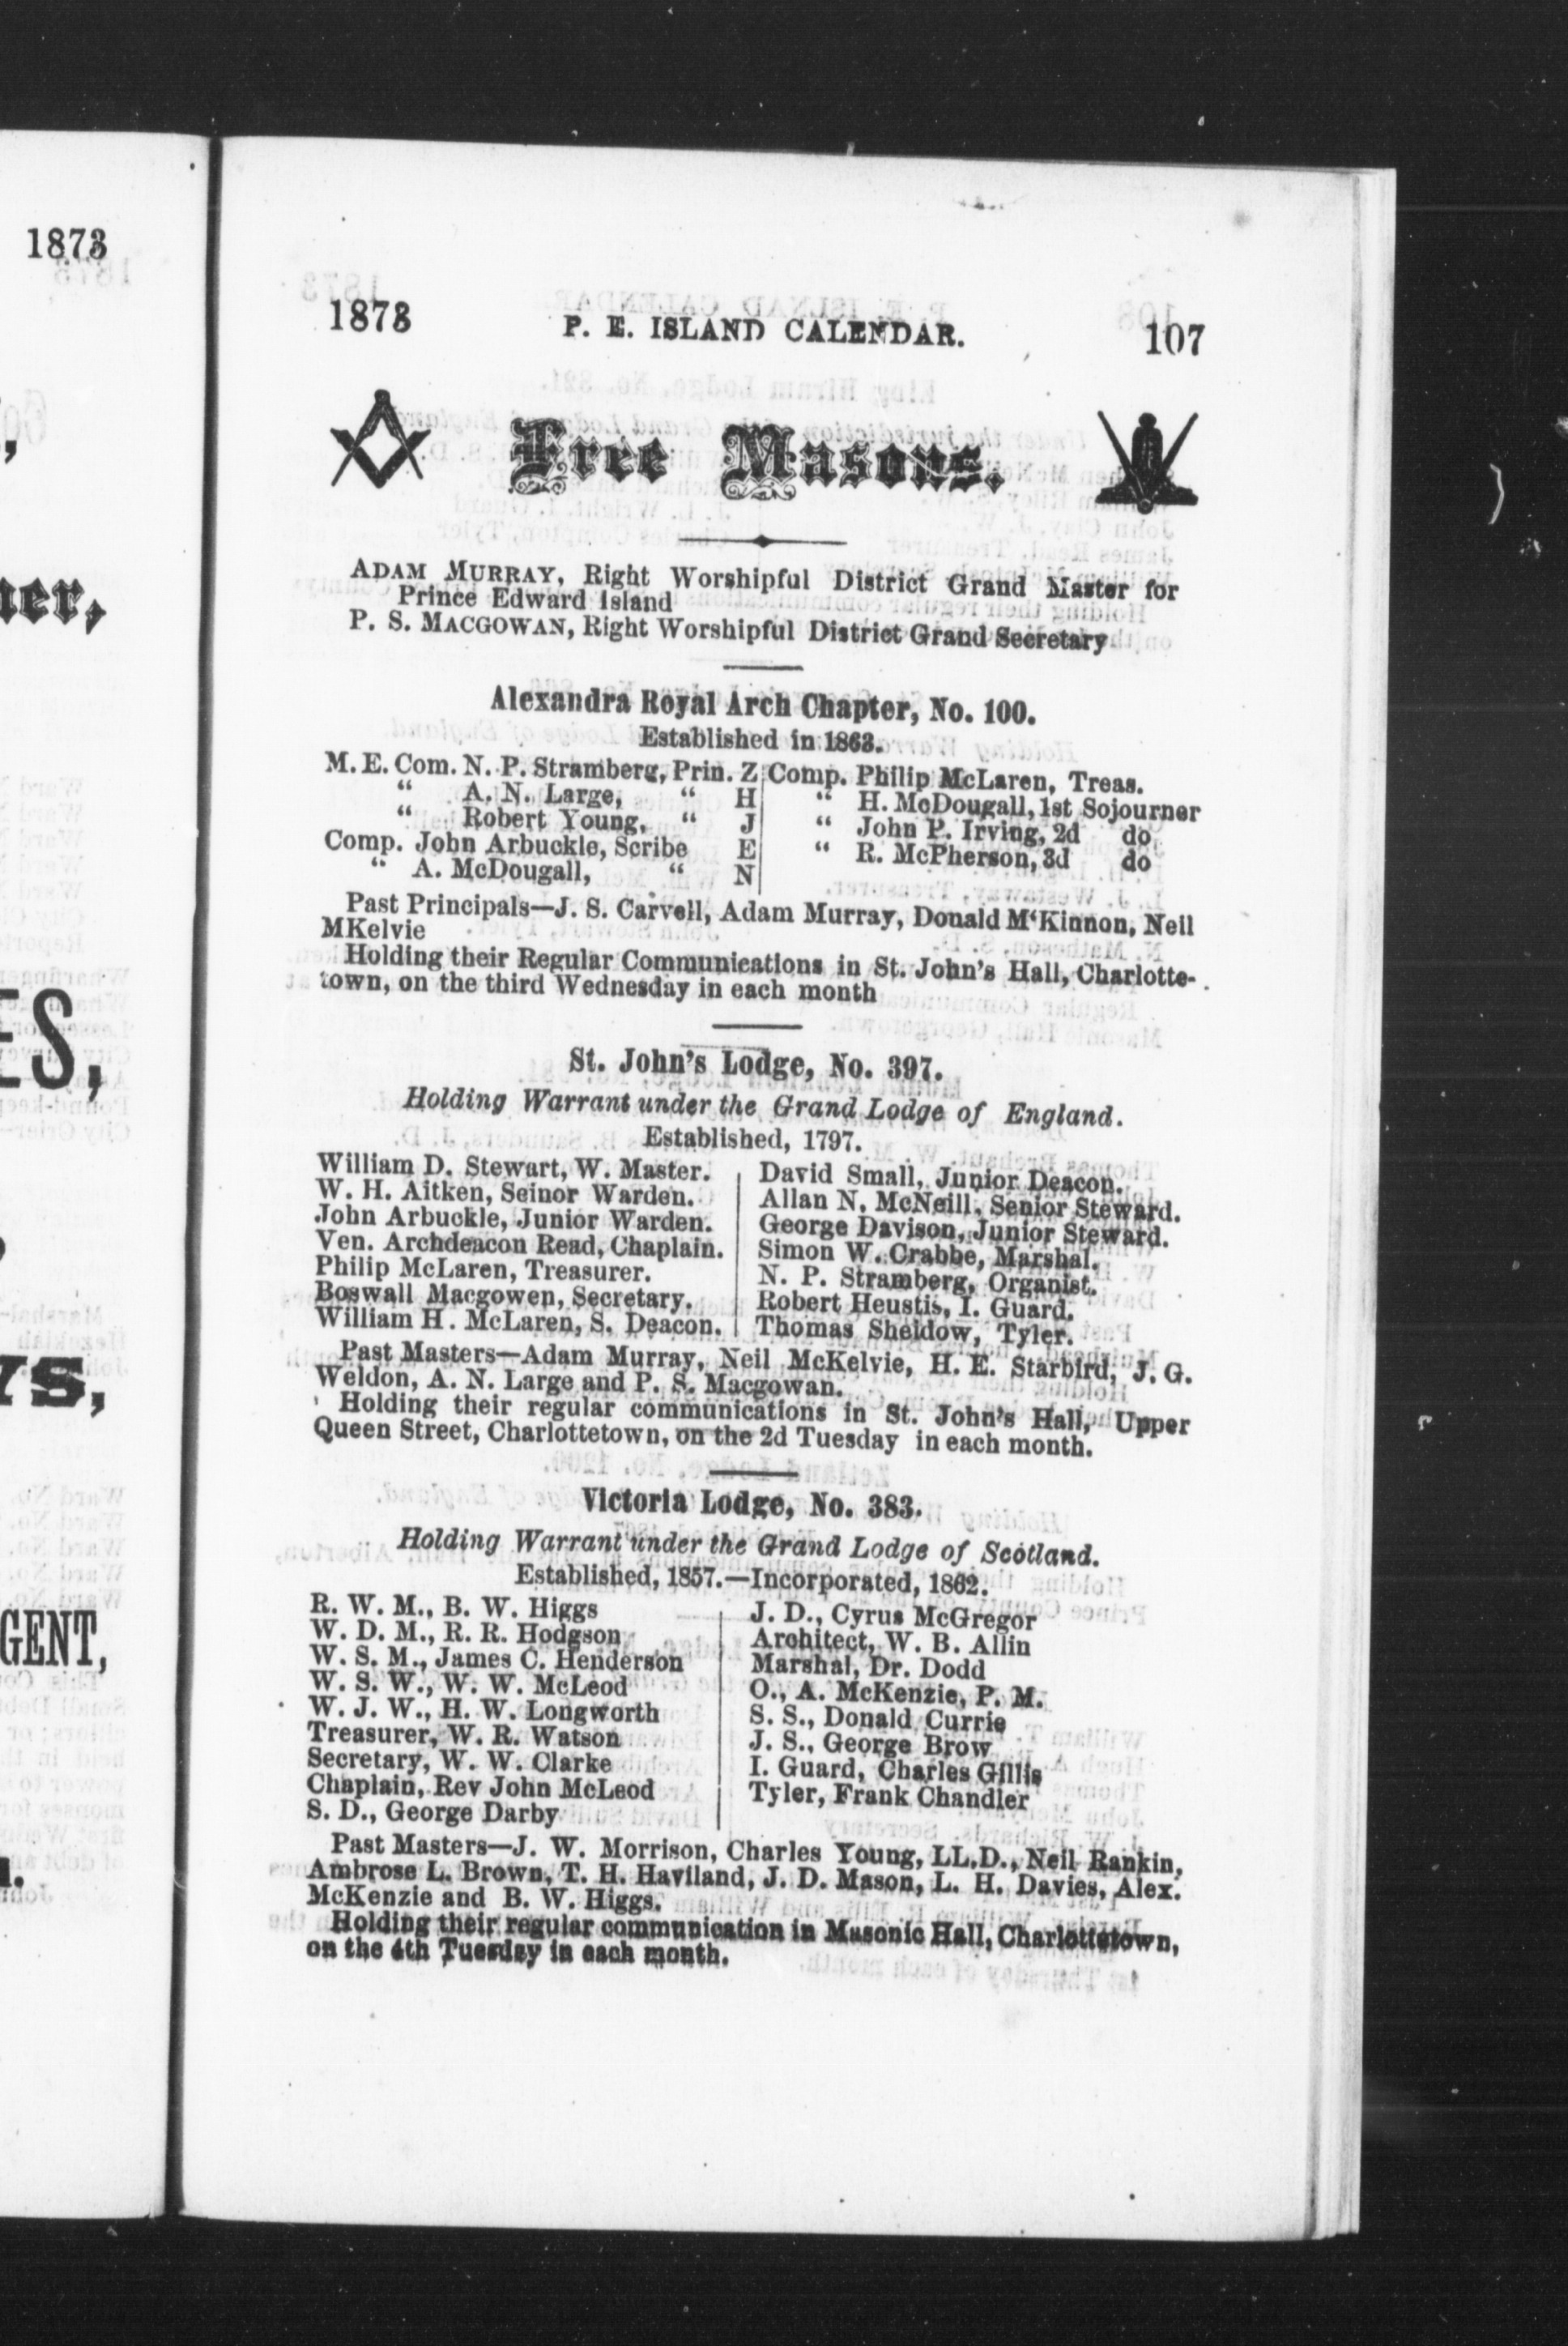 1873
,
ner,
ES,
YS,
GENT,
1873 P. E. ISLAND CALENDAR. 107
Free Masons.
ADAM MURRAY, Right Worshipful District Grand Master for
Prince Edward Island
P. S. MACGOWAN, Right Worshipful District Grand Secretary
Alexandra Royal Arch Chapter, No. 100.
Established in 1863.
M. E. Com. N. P. Stramberg, Prin. Z
“ A. N. Large, “ H
“ Robert Young, “ J
Comp. John Arbuckle, Scribe E
“ A. McDougall, “ N
Comp. Philip McLaren, Treas.
“ H. McDougall, 1st Sojourner
“ John P. Irving, 2d do
“ R. McPherson, 3d do
Past Principals—J. S. Carvell, Adam Murray, Donald M‘Kinnon, Neil
MKelvie
Holding their Regular Communications in St. John's Hall, Charlotte-
town, on the third Wednesday in each month
St. John's Lodge, No. 397.
Holding Warrant under the Grand Lodge of England.
Established, 1797.
William D. Stewart, W. Master.
W. H. Aitken, Seinor Warden.
John Arbuckle, Junior Warden.
Ven. Archdeacon Read, Chaplain.
Philip McLaren, Treasurer.
Boswall Macgowen, Secretary.
William H. McLaren, S. Deacon.
David Small, Junior Deacon.
Allan N. McNeill, Senior Steward.
George Davison, Junior Steward.
Simon W. Crabbe, Marshal.
N. P. Stramberg, Organist.
Robert Heustis, I. Guard.
Thomas Sheldow, Tyler.
Past Masters—Adam Murray, Neil McKelvie, H. E. Starbird, J. G.
Weldon, A. N. Large and P. S. Macgowan.
Holding their regular communications in St. John's Hall, Upper
Queen Street, Charlottetown, on the 2d Tuesday in each month.
Victoria Lodge, No. 383.
Holding Warrant under the Grand Lodge of Scotland.
Established, 1857.—Incorporated, 1862.
R. W. M., B. W. Higgs
W. D. M., R. R. Hodgson
W. S. M., James C. Henderson
W. S. W., W. W. McLeod
W. J. W., H. W. Longworth
Treasurer, W. R. Watson
Secretary, W. W. Clarke
Chaplain, Rev John McLeod
S. D., George Darby
J. D., Cyrus McGregor
Architect, W. B. Allin
Marshal, Dr. Dodd
O., A. McKenzie, P. M.
S. S., Donald Currie
J. S., George Brow
I. Guard, Charles Gillis
Tyler, Frank Chandler
Past Masters—J. W. Morrison, Charles Young, LL.D., Neil Rankin,
Ambrose L. Brown, T. H. Haviland, J. D. Mason, L. H. Davies, Alex.
McKenzie and B. W. Higgs.
Holding their regular communication in Masonic Hall, Charlottetown,
on the 4th Tuesday in each month.